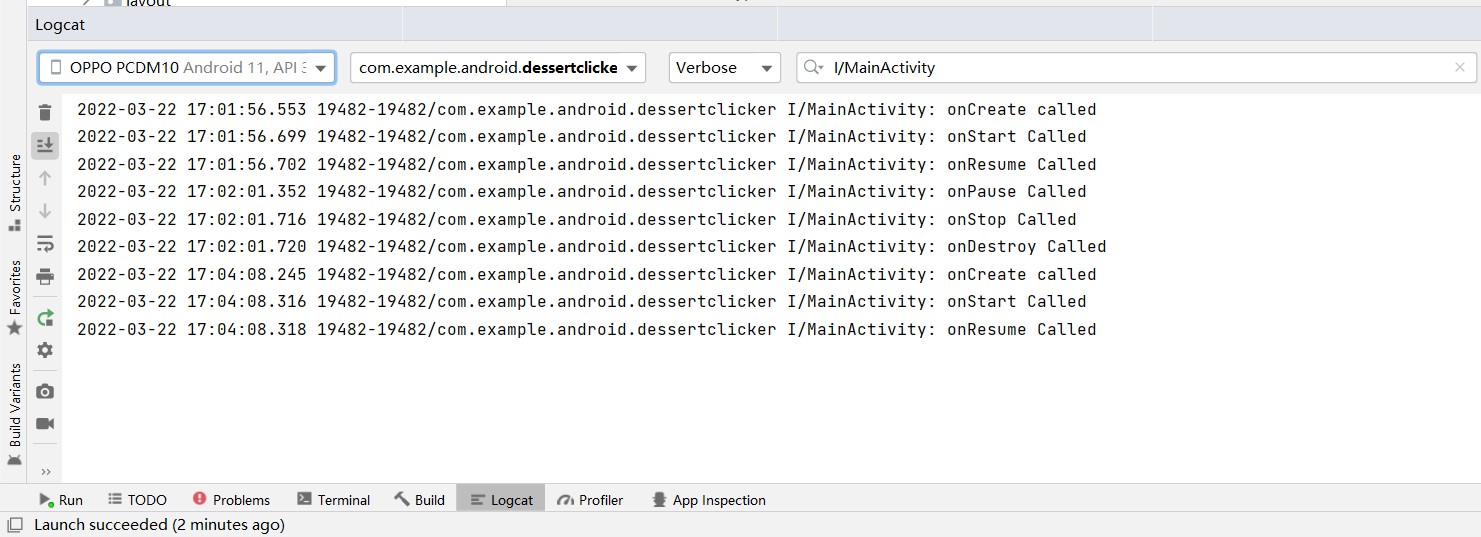 layout
Logcat
OPPO PCDM10 Android 11, API
com.example.android.dessertclicke
Verbose
I/MainActivity
2022-03-22 17:01:56.553 19482-19482/com.example.android.dessertclicker I/MainActivity: onCreate called
2022-03-22 17:01:56.699 19482-19482/com.example.android.dessertclicker I/MainActivity: onStart Called
2022-03-22 17:01:56.702 19482-19482/com.example.android.dessertclicker I/MainActivity: onResume Called
2022-03-22 17:02:01.352 19482-19482/com.example.android.dessertclicker I/MainActivity: onPause Called
2022-03-22 17:02:01.716 19482-19482/com.example.android.dessertclicker I/MainActivity: onStop Called
2022-03-22 17:02:01.720 19482-19482/com.example.android.dessertclicker I/MainActivity: onDestroy Called
2022-03-22 17:04:08.245 19482-19482/com.example.android.dessertclicker I/MainActivity: onCreate called
2022-03-22 17:04:08.316 19482-19482/com.example.android.dessertclicker I/MainActivity: onStart Called
2022-03-22 17:04:08.318 19482-19482/com.example.android.dessertclicker I/MainActivity: onResume Called
Structure
Favorites
Build Variants
Run TODO Problems Terminal Build Logcat Profiler App Inspection
Launch succeeded (2 minutes ago)